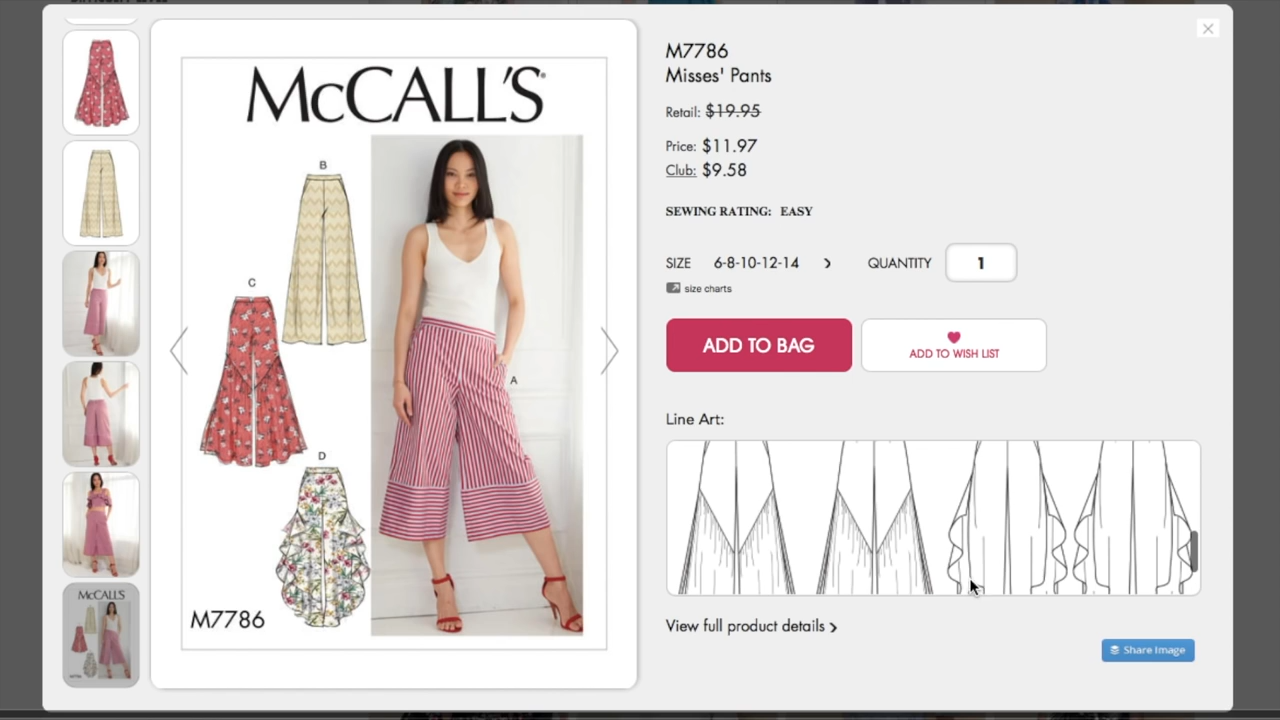 McCALL'S
B
C
A
D
M7786
McCALL'S
M7786
Misses' Pants
Retail: $19.95
Price: $11.97
Club: $9.58
SEWING RATING: EASY
SIZE 6-8-10-12-14 QUANTITY 1
size charts
ADD TO BAG
ADD TO WISH LIST
Line Art:
View full product details
Share Image